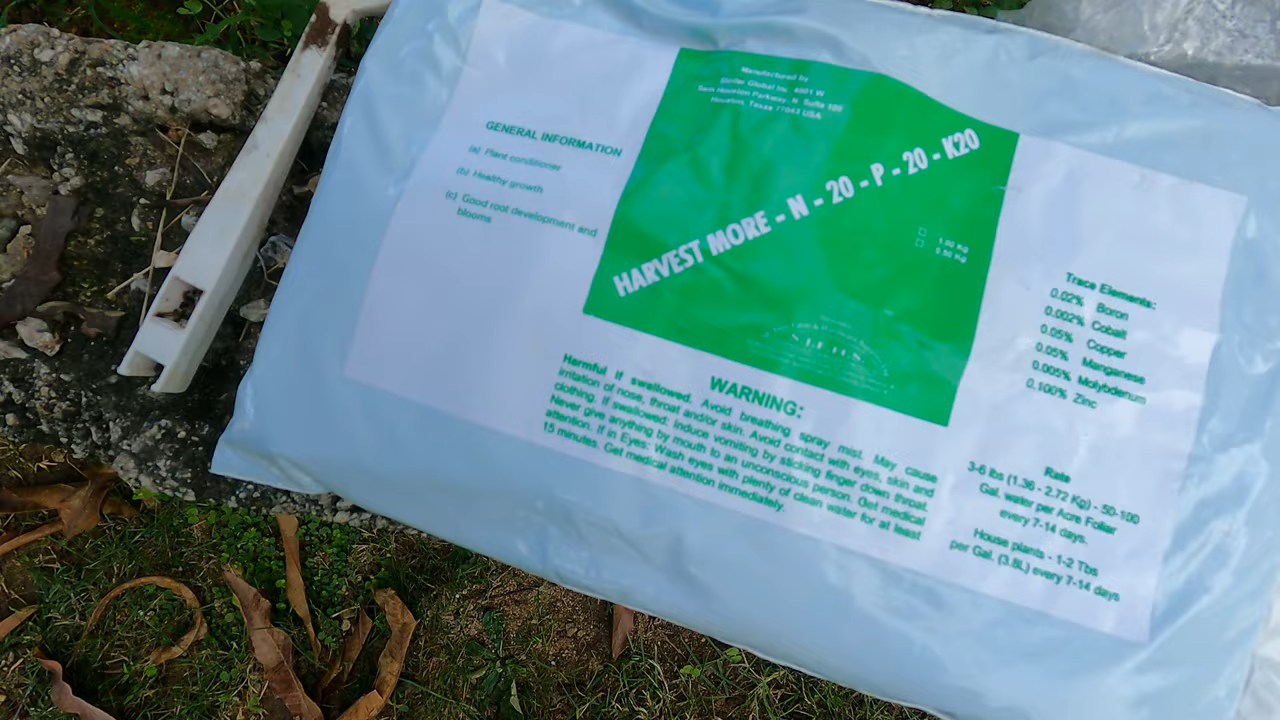 Manufactured by
Global Inc. 4901 W
Sam Houston Parkway, N Suite 100
Houston, Texas 77041 USA
GENERAL INFORMATION
(a) Plant conditioner
(b) Healthy growth
(c) Good root development and
blooms
HARVEST MORE - N - 20 - P - 20 - K20
1.00 Kg
0.50 Kg
WARNING:
Harmful if swallowed. Avoid breathing spray mist. May cause
irritation of nose, throat and/or skin. Avoid contact with eyes, skin and
clothing. If swallowed: Induce vomiting by sticking finger down throat.
Never give anything by mouth to an unconscious person. Get medical
attention. If in Eyes: Wash eyes with plenty of clean water for at least
15 minutes. Get medical attention immediately.
Trace Elements:
0.02% Boron
0.002% Cobalt
0.05% Copper
0.05% Manganese
0.005% Molybdenum
0.100% Zinc
Rate
3-6 lbs (1.36 - 2.72 Kg) - 50-100
Gal. water per Acre Foliar
every 7-14 days.
House plants - 1-2 Tbs
per Gal. (3.8L) every 7-14 days